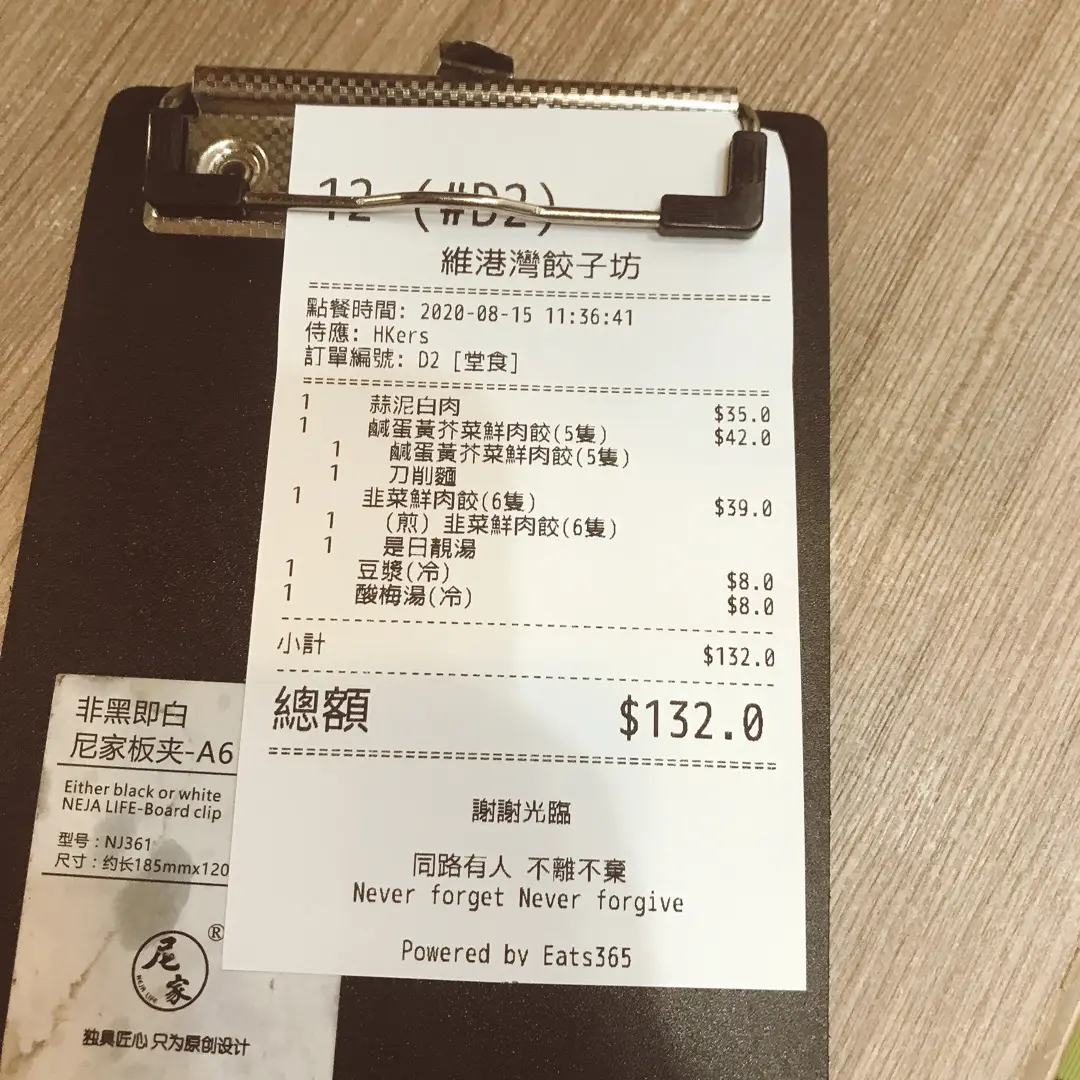 12 (#D2)
維港灣餃子坊
點餐時間: 2020-08-15 11:36:41
侍應: HKers
訂單編號: D2 [堂食]
1 蒜泥白肉 $35.0
1 鹹蛋黃芥菜鮮肉餃(5隻) $42.0
1 鹹蛋黃芥菜鮮肉餃(5隻)
1 刀削麵
1 韭菜鮮肉餃(6隻) $39.0
1 (煎) 韭菜鮮肉餃(6隻)
1 是日靚湯
1 豆漿(冷) $8.0
1 酸梅湯(冷) $8.0
小計 $132.0
總額 $132.0
謝謝光臨
同路有人 不離不棄
Never forget Never forgive
Powered by Eats365
非黑即白
尼家板夹-A6
Either black or white
NEJA LIFE-Board clip
型号：NJ361
尺寸：约长185mmx120
®
尼家
NEJA LIFE
独具匠心 只为原创设计